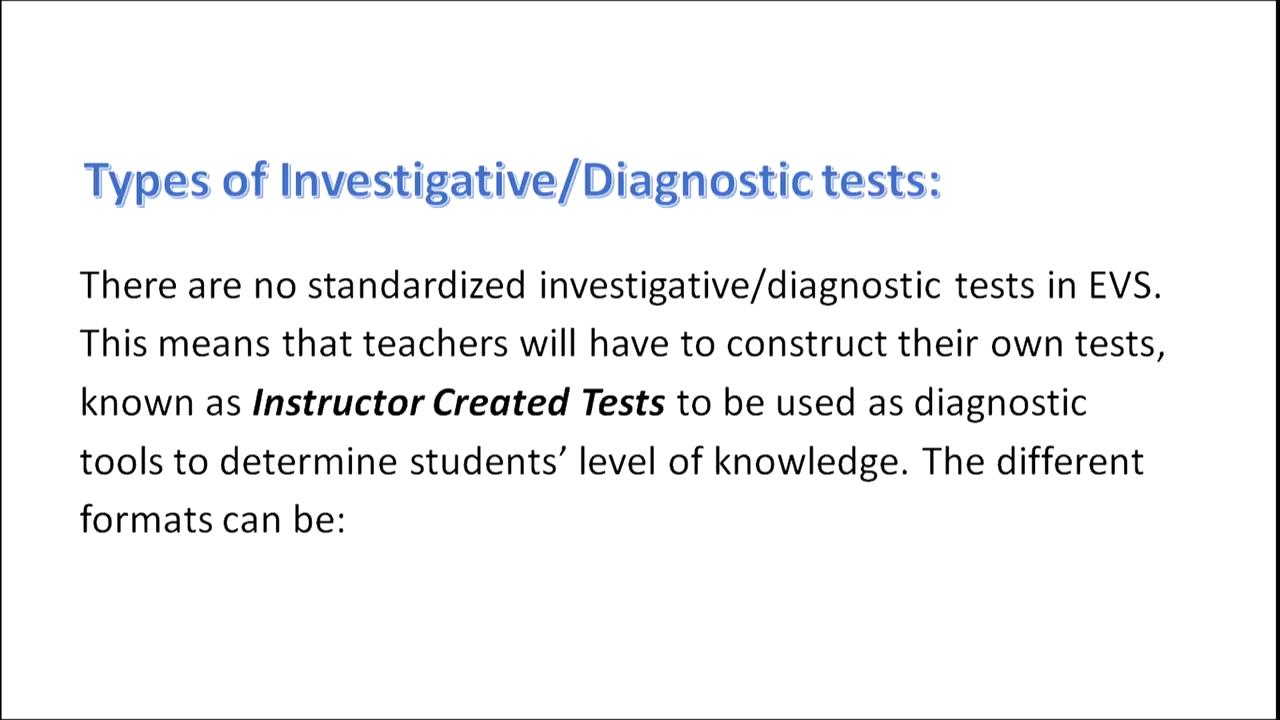 Types of Investigative/Diagnostic tests:
There are no standardized investigative/diagnostic tests in EVS.
This means that teachers will have to construct their own tests,
known as Instructor Created Tests to be used as diagnostic
tools to determine students’ level of knowledge. The different
formats can be: